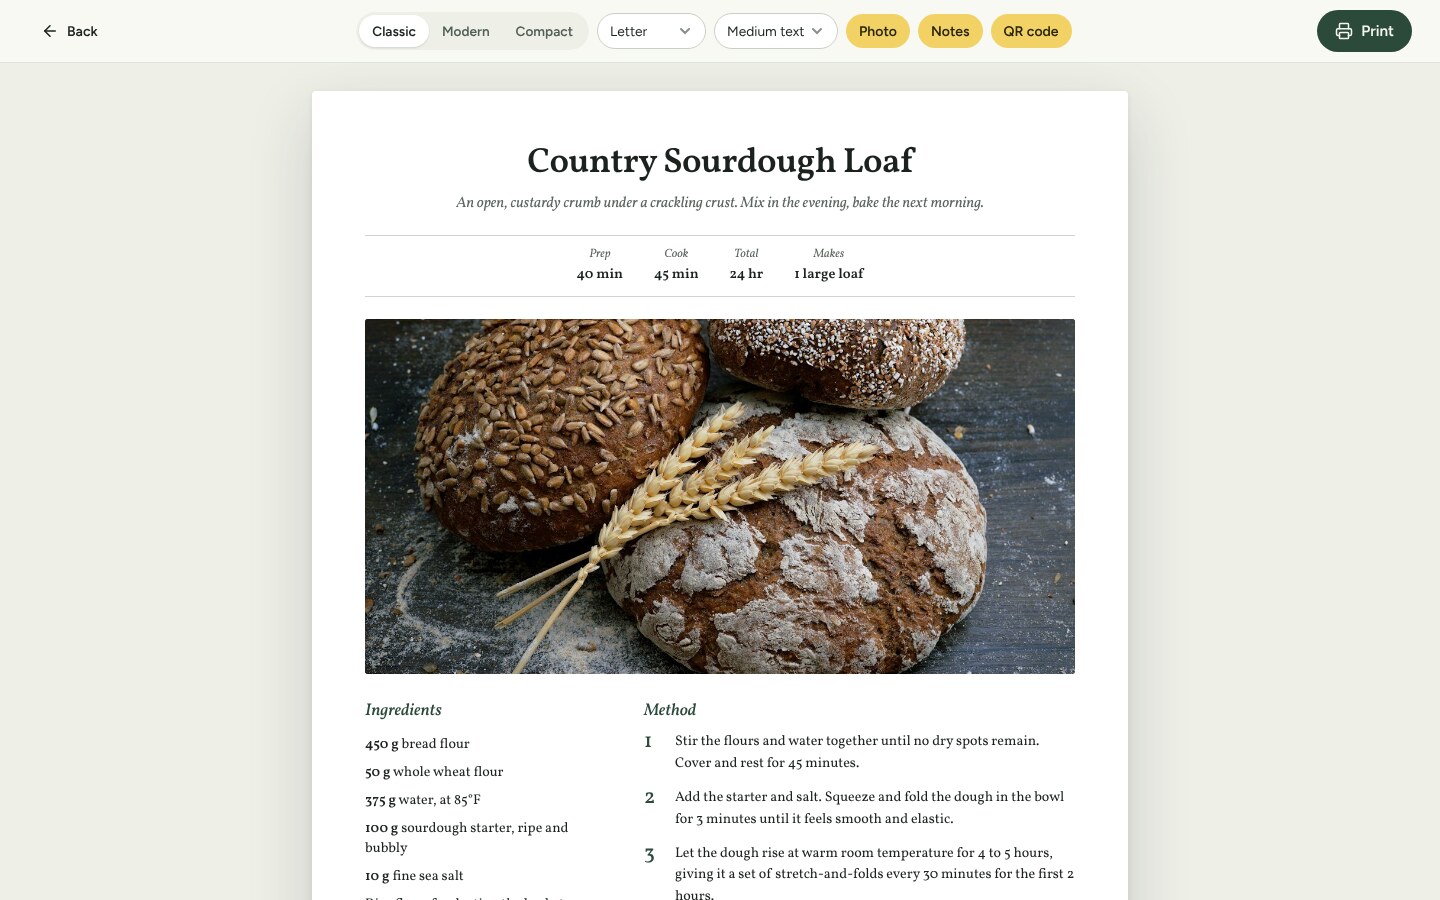 Back
Classic Modern Compact
Letter
Medium text
Photo
Notes
QR code
Print
Country Sourdough Loaf
An open, custardy crumb under a crackling crust. Mix in the evening, bake the next morning.
Prep Cook Total Makes
40 min 45 min 24 hr 1 large loaf
Ingredients
450 g bread flour
50 g whole wheat flour
375 g water, at 85°F
100 g sourdough starter, ripe and
bubbly
10 g fine sea salt
Method
1 Stir the flours and water together until no dry spots remain.
Cover and rest for 45 minutes.
2 Add the starter and salt. Squeeze and fold the dough in the bowl
for 3 minutes until it feels smooth and elastic.
3 Let the dough rise at warm room temperature for 4 to 5 hours,
giving it a set of stretch-and-folds every 30 minutes for the first 2
hours.